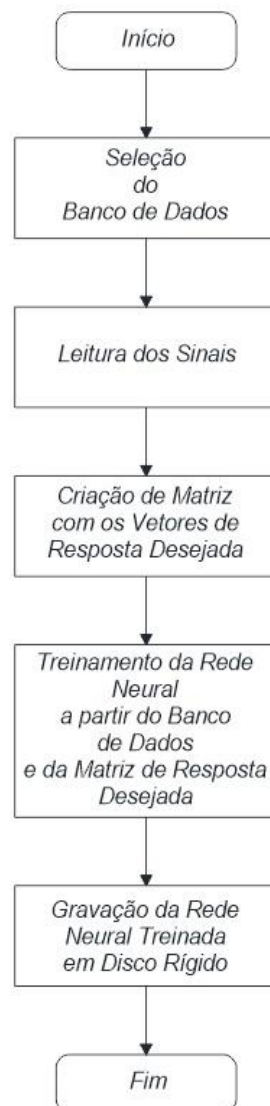 Início
Seleção
do
Banco de Dados
Leitura dos Sinais
Criação de Matriz
com os Vetores de
Resposta Desejada
Treinamento da Rede
Neural
a partir do Banco
de Dados
e da Matriz de Resposta
Desejada
Gravação da Rede
Neural Treinada
em Disco Rígido
Fim